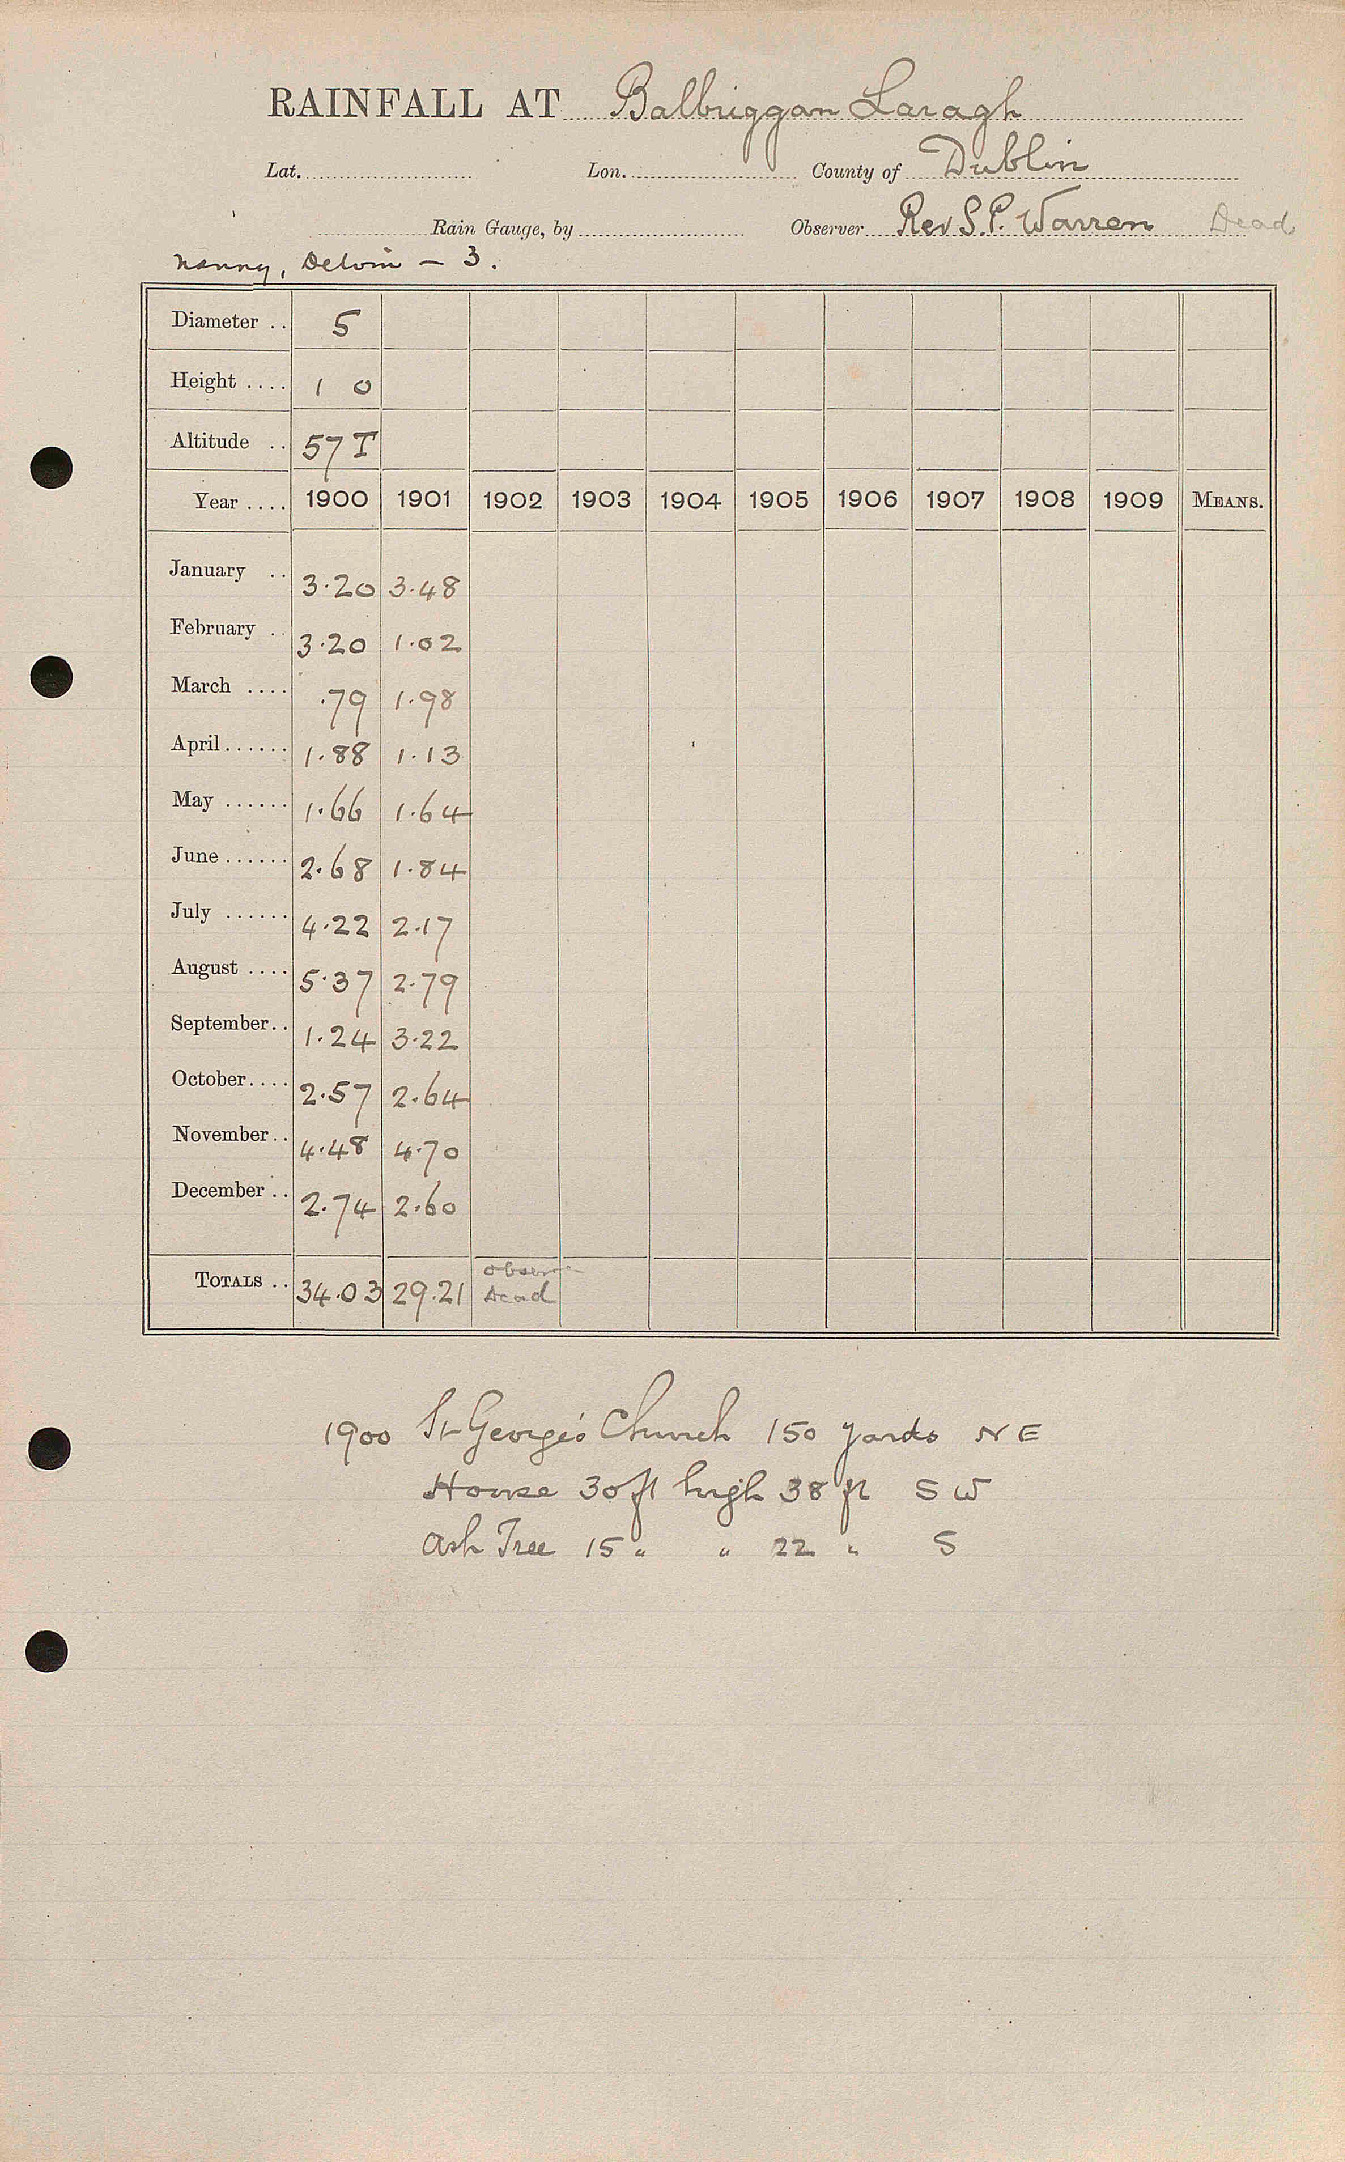 RAINFALL AT Balbriggan Laragh
Lat. Lon. County of Dublin
Rain Gauge, by Observer Rev S. P. Warren Dead
Nanny, Delvin — 3.
Diameter .. 5
Height .... 1 0
Altitude .. 57 T
Year .... 1900 1901 1902 1903 1904 1905 1906 1907 1908 1909 MEANS.
January .. 3.20 3.48
February .. 3.20 1.02
March .... .79 1.98
April ...... 1.88 1.13
May ...... 1.66 1.64
June ...... 2.68 1.84
July ...... 4.22 2.17
August .... 5.37 2.79
September.. 1.24 3.22
October.... 2.57 2.64
November.. 4.48 4.70
December .. 2.74 2.60
TOTALS .. 34.03 29.21 Dead
1900 St George's Church 150 yards NE
House 30 ft high 38 ft SW
Ash Tree 15 " " 22 " S